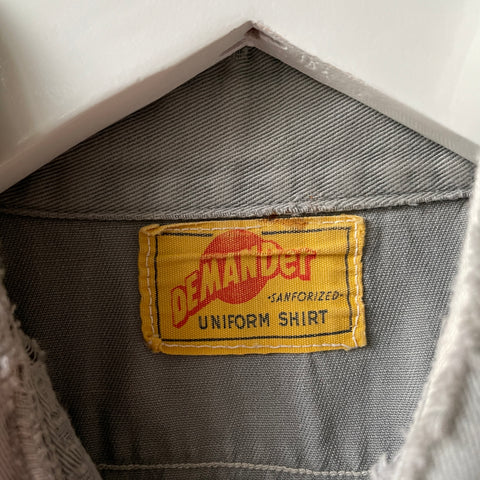 DEMANDer
·SANFORIZED·
UNIFORM SHIRT